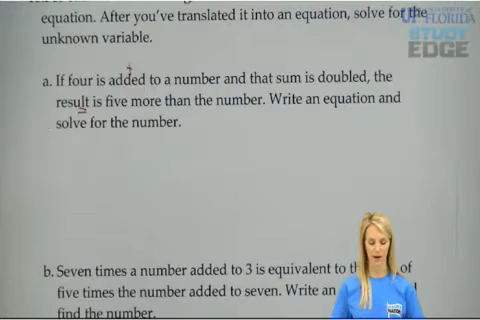 equation. After you've translated it into an equation, solve for the
unknown variable.
FLORIDA
STUDY
EDGE
a. If four is added to a number and that sum is doubled, the
result is five more than the number. Write an equation and
solve for the number.
b. Seven times a number added to 3 is equivalent to of
five times the number added to seven. Write an
find the number.